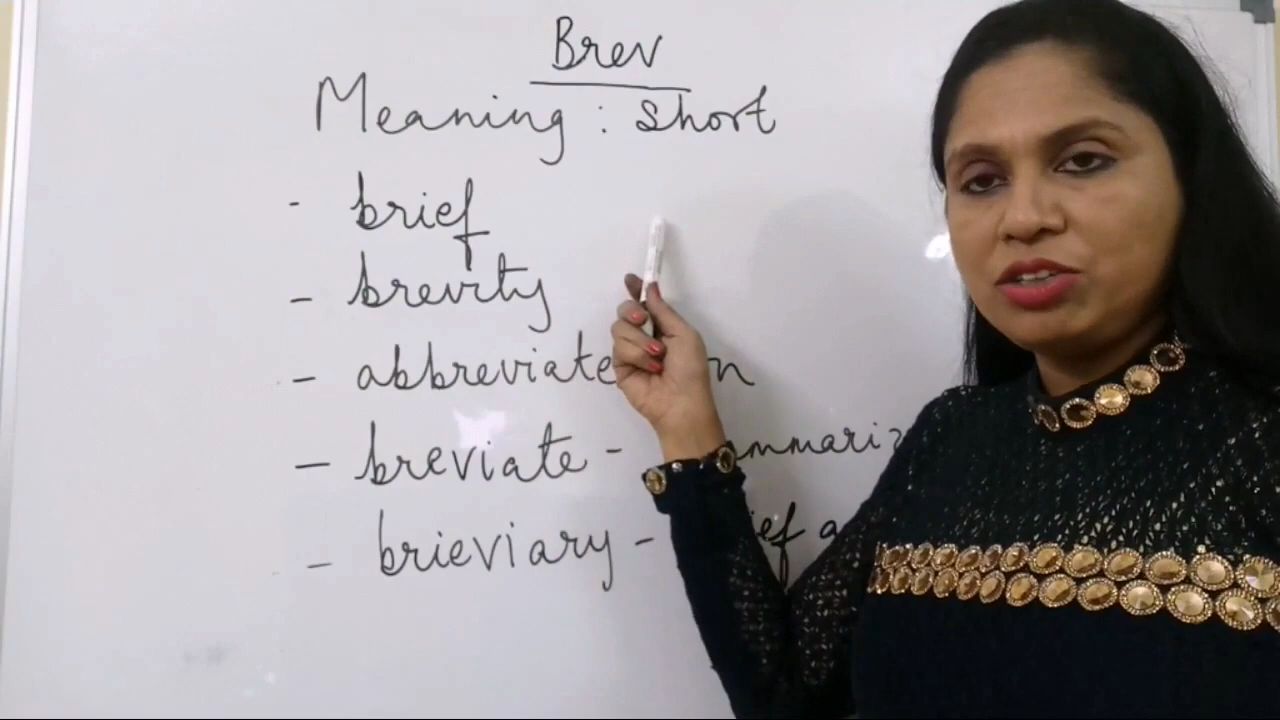 Brev
Meaning : short
- brief
- brevity
- abbreviate
- breviate -
- brieviary -